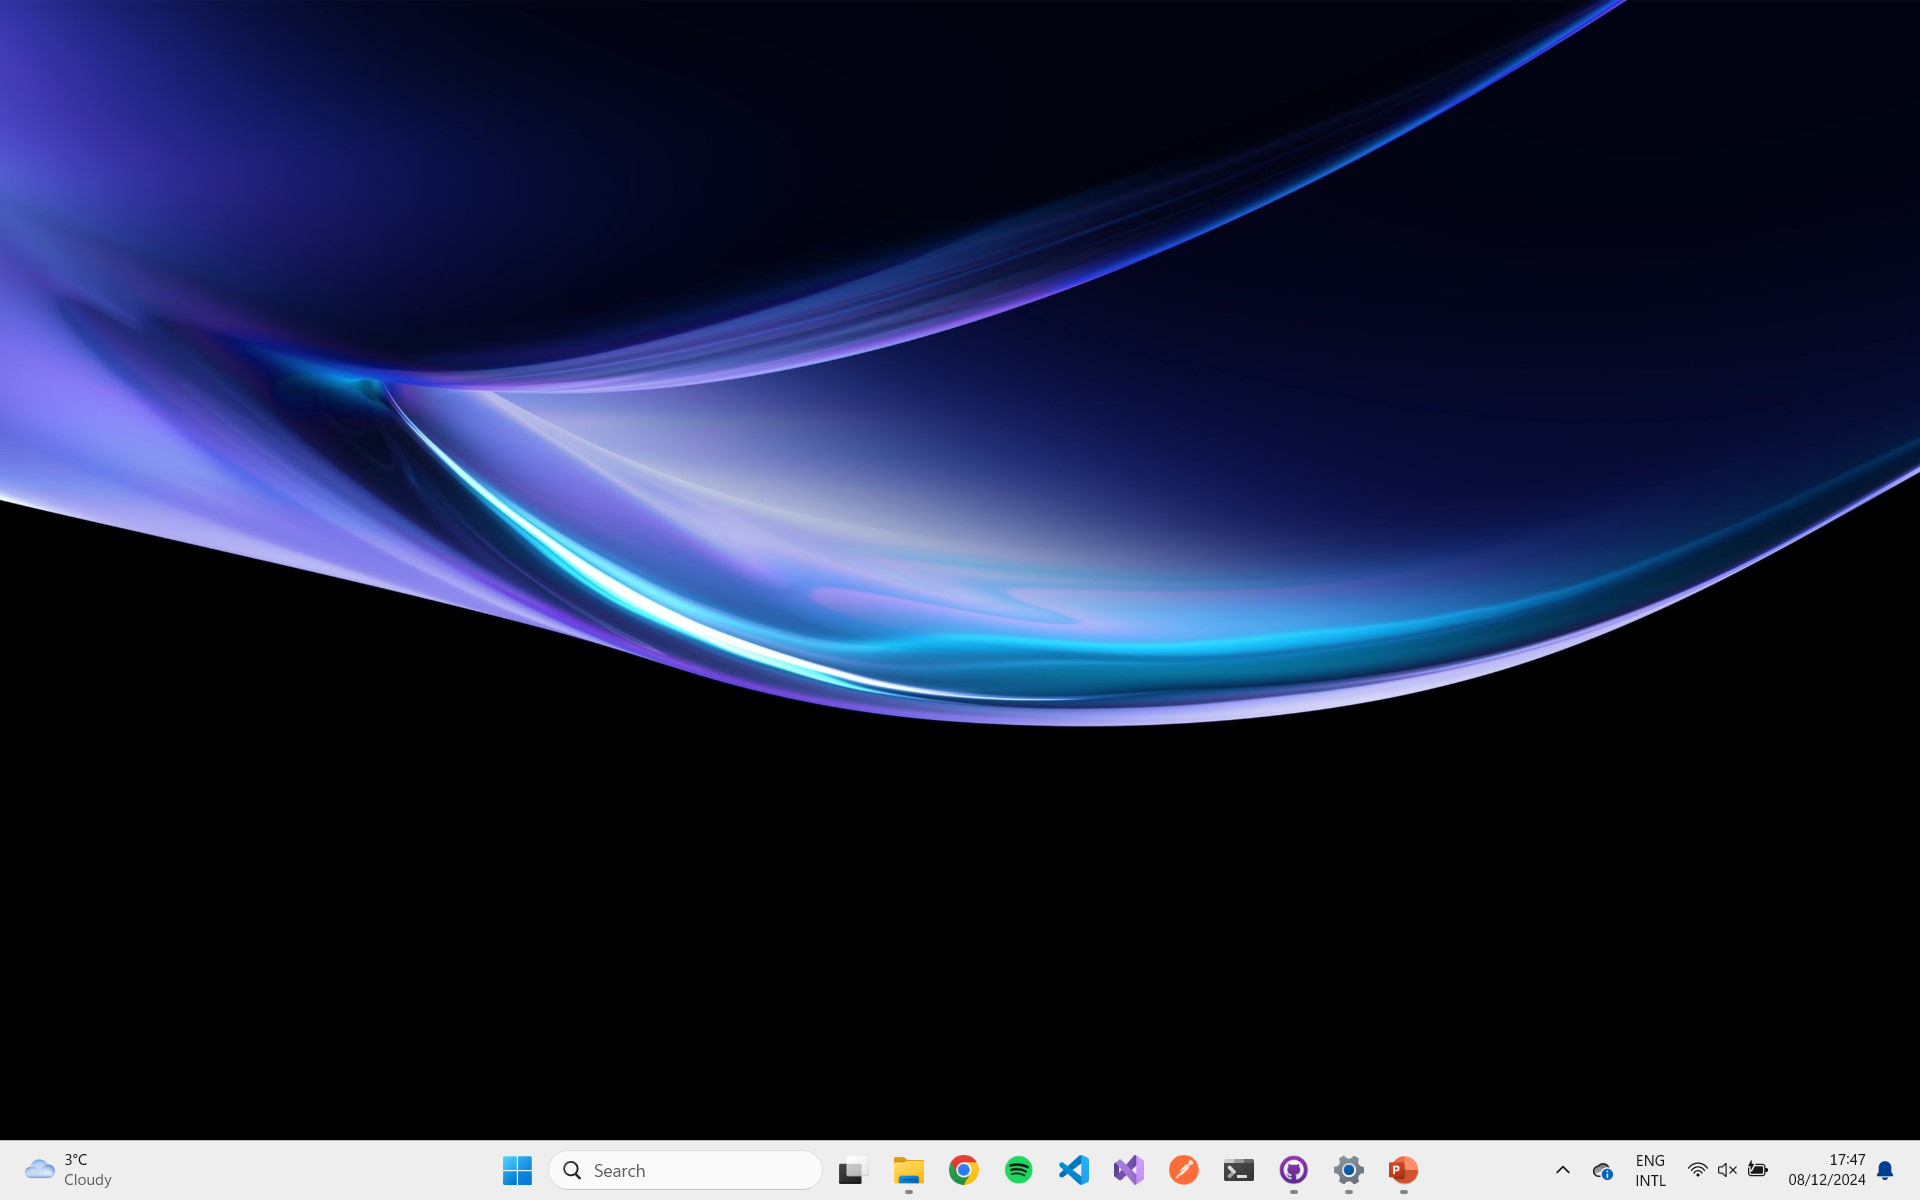 3°C
Cloudy
Search
P
ENG
INTL
17:47
08/12/2024